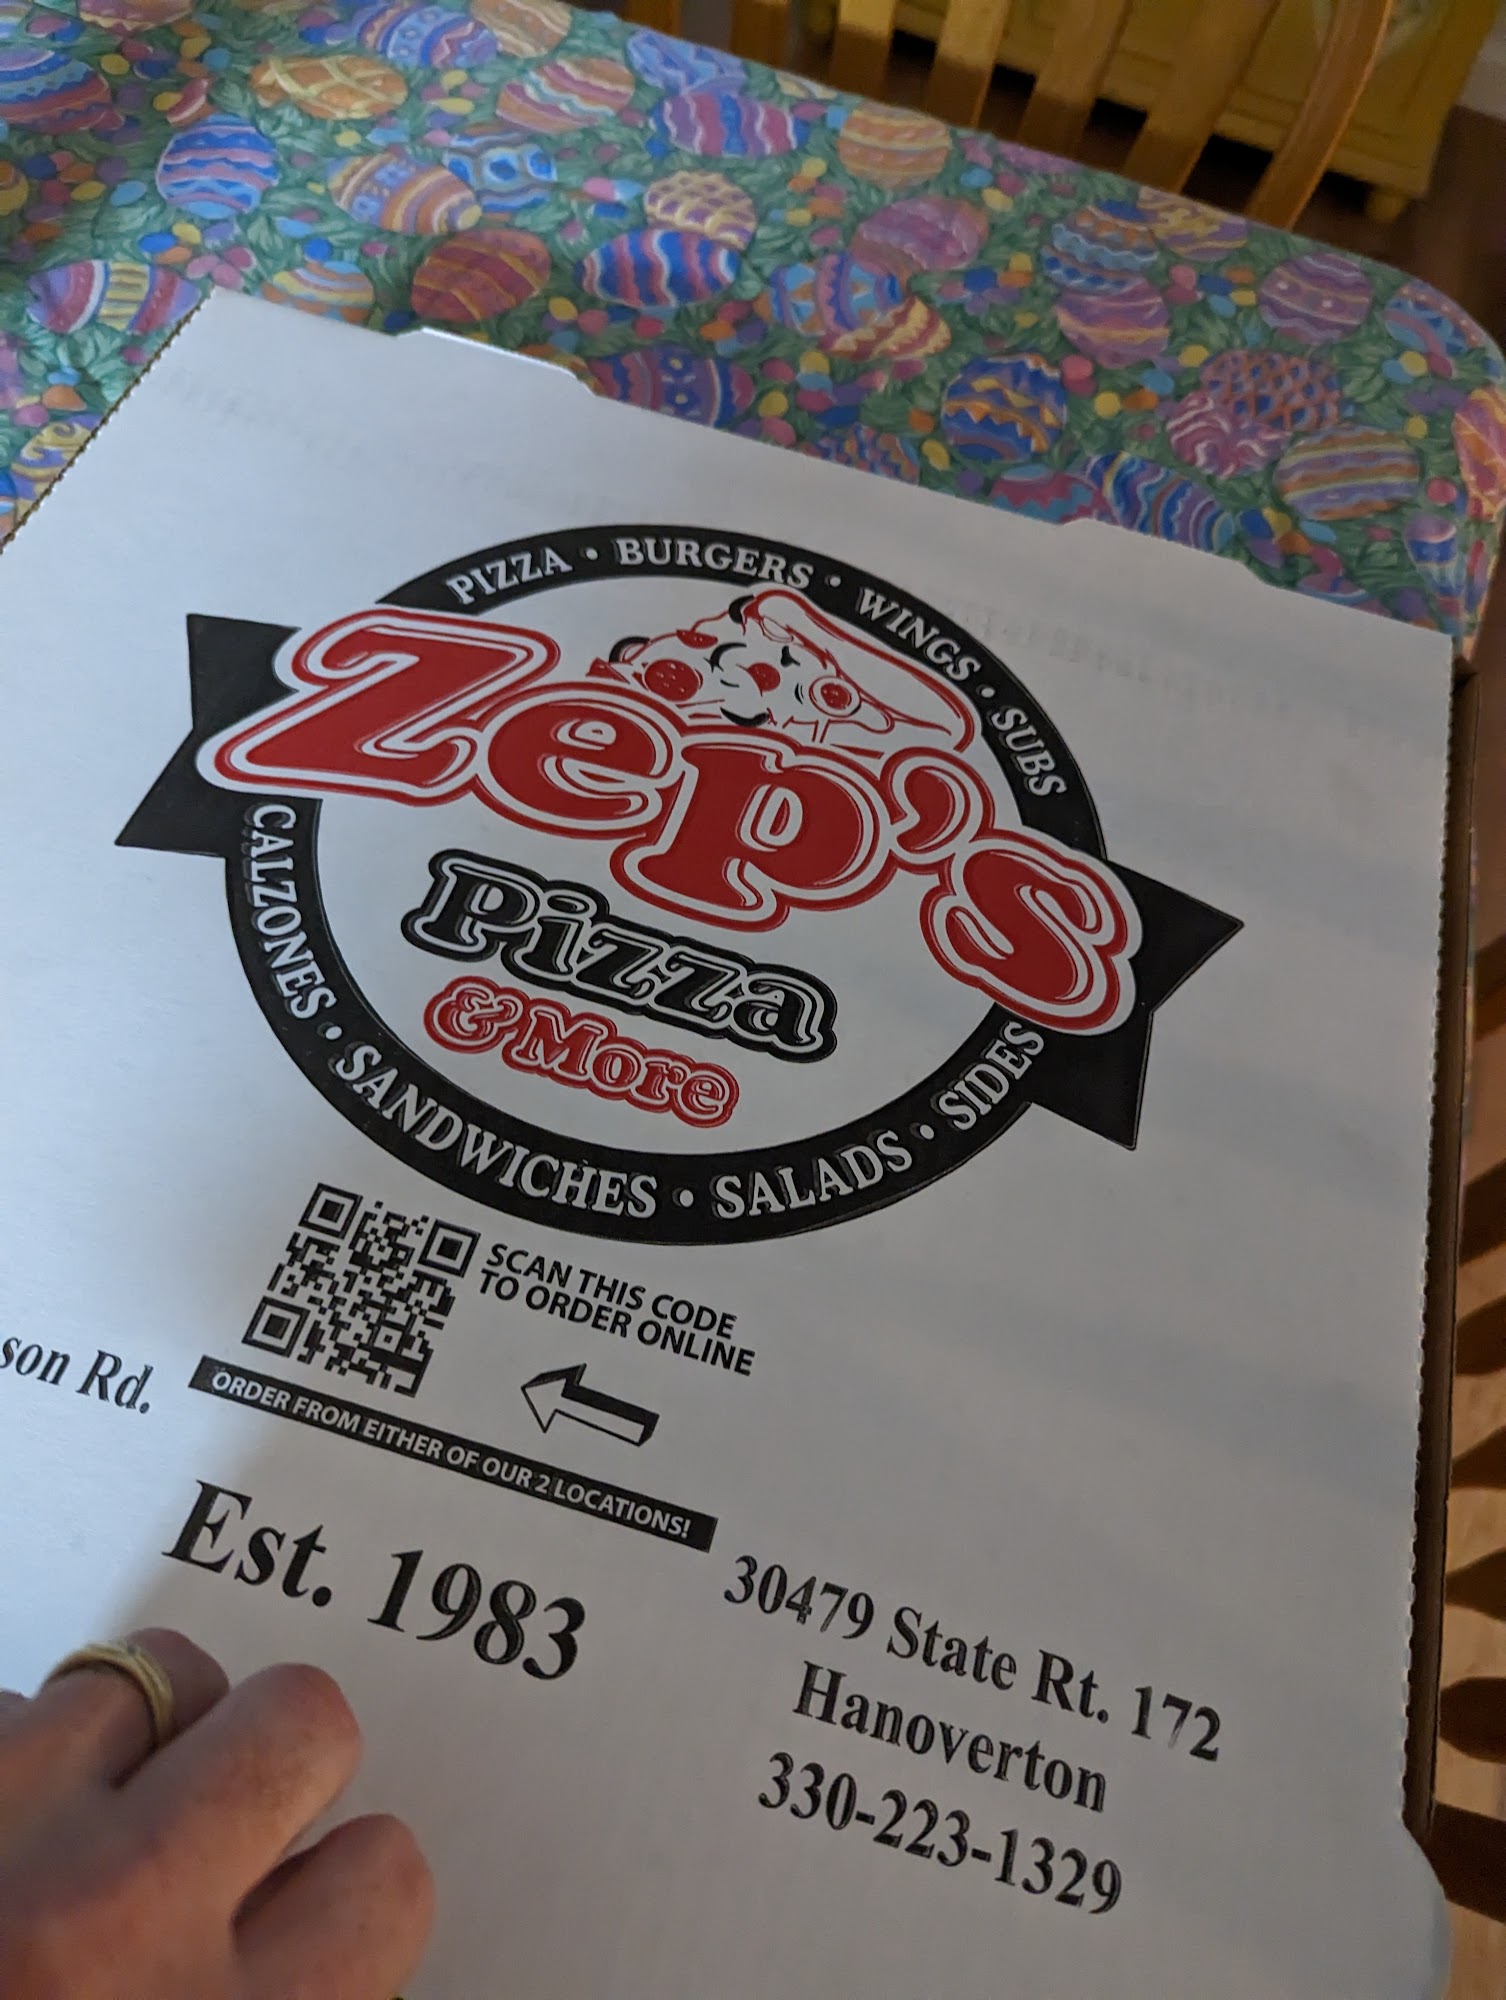 PIZZA • BURGERS • WINGS • SUBS
Zep's
Pizza
& More
CALZONES • SANDWICHES • SALADS • SIDES
SCAN THIS CODE
TO ORDER ONLINE
ORDER FROM EITHER OF OUR 2 LOCATIONS!
son Rd.
Est. 1983
30479 State Rt. 172
Hanoverton
330-223-1329